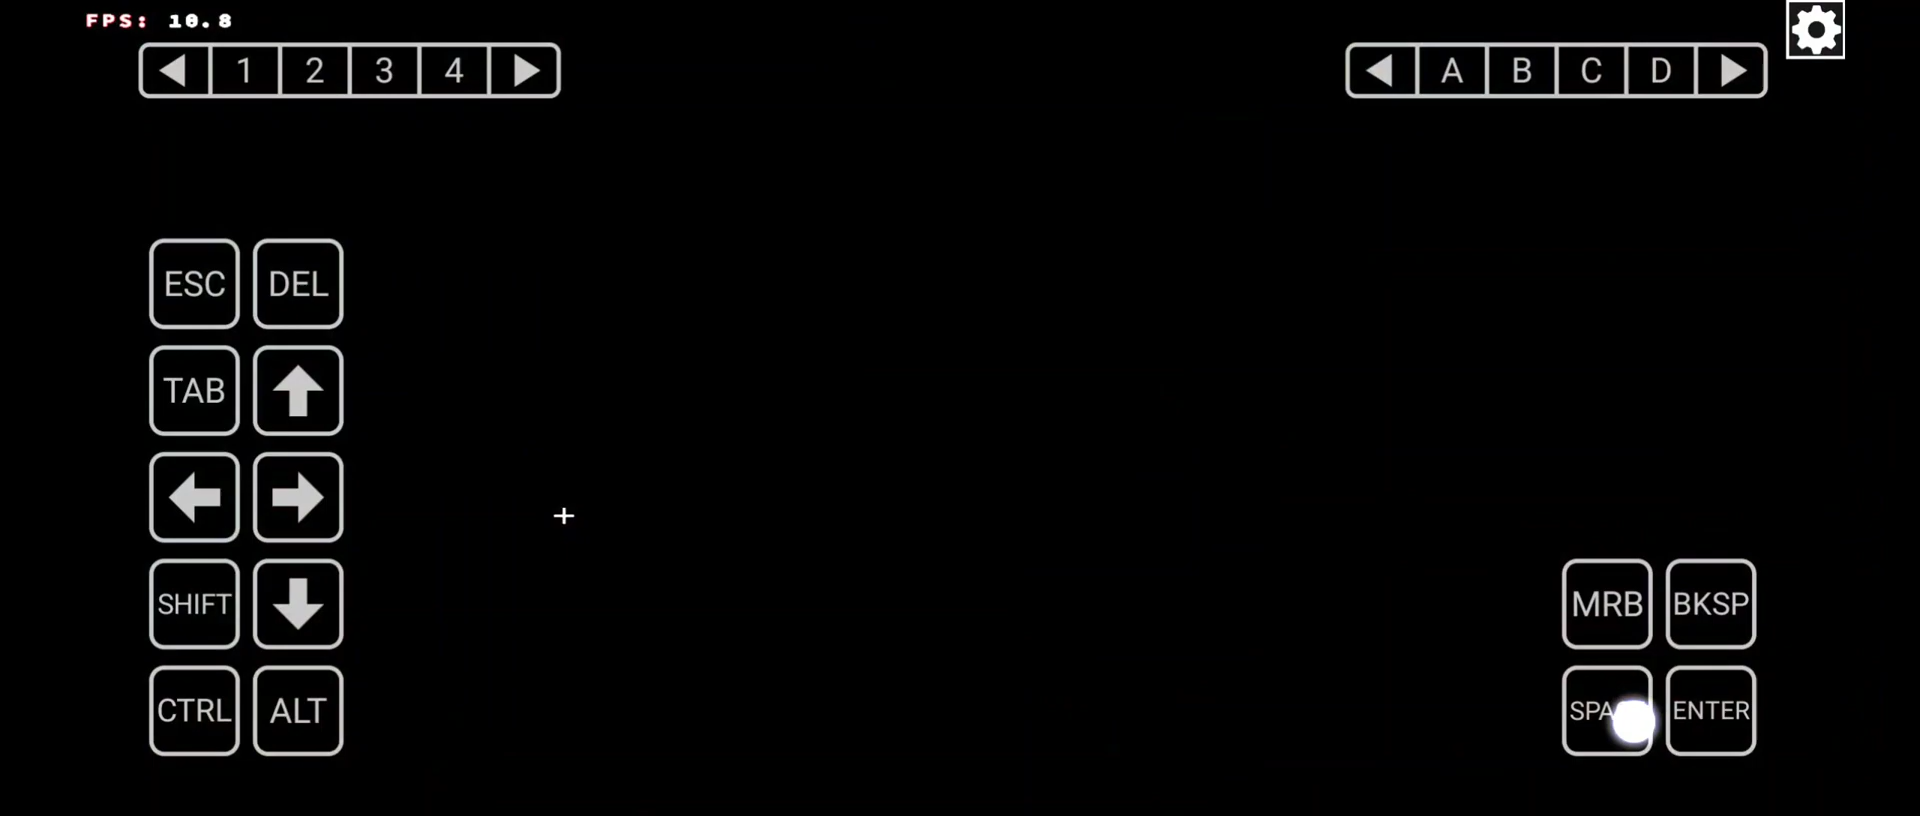 FPS: 10.8
1 2 3 4
A B C D
ESC DEL
TAB
SHIFT
MRB BKSP
CTRL ALT
ENTER